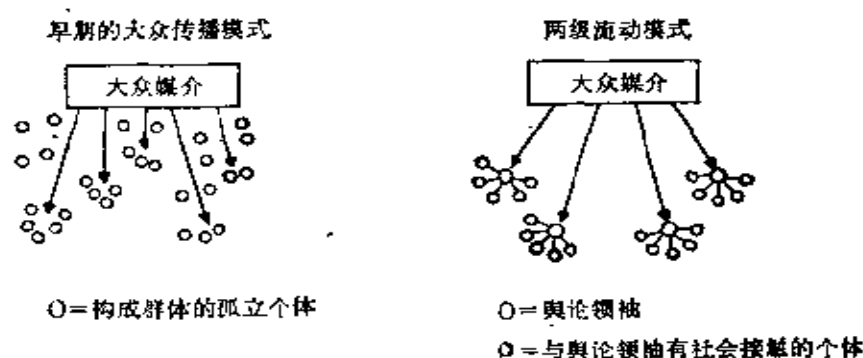 早期的大众传播模式
大众媒介
O=构成群体的孤立个体
两级流动模式
大众媒介
O=舆论领袖
O=与舆论领袖有社会接触的个体